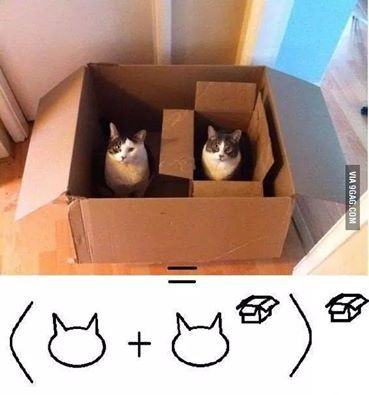 VIA 9GAG.COM
=
( + )